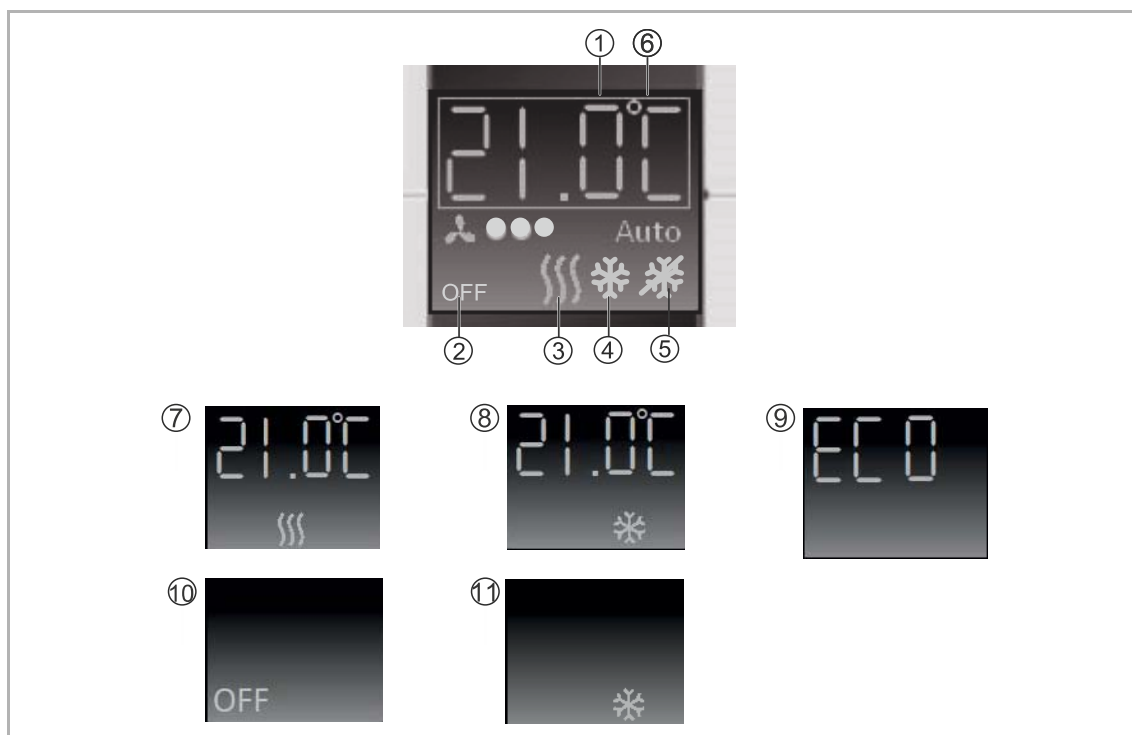 ① ⑥
21.0°C
Auto
OFF
② ③ ④ ⑤
⑦ 21.0°C
⑧ 21.0°C
⑨ ECO
⑩ OFF
⑪